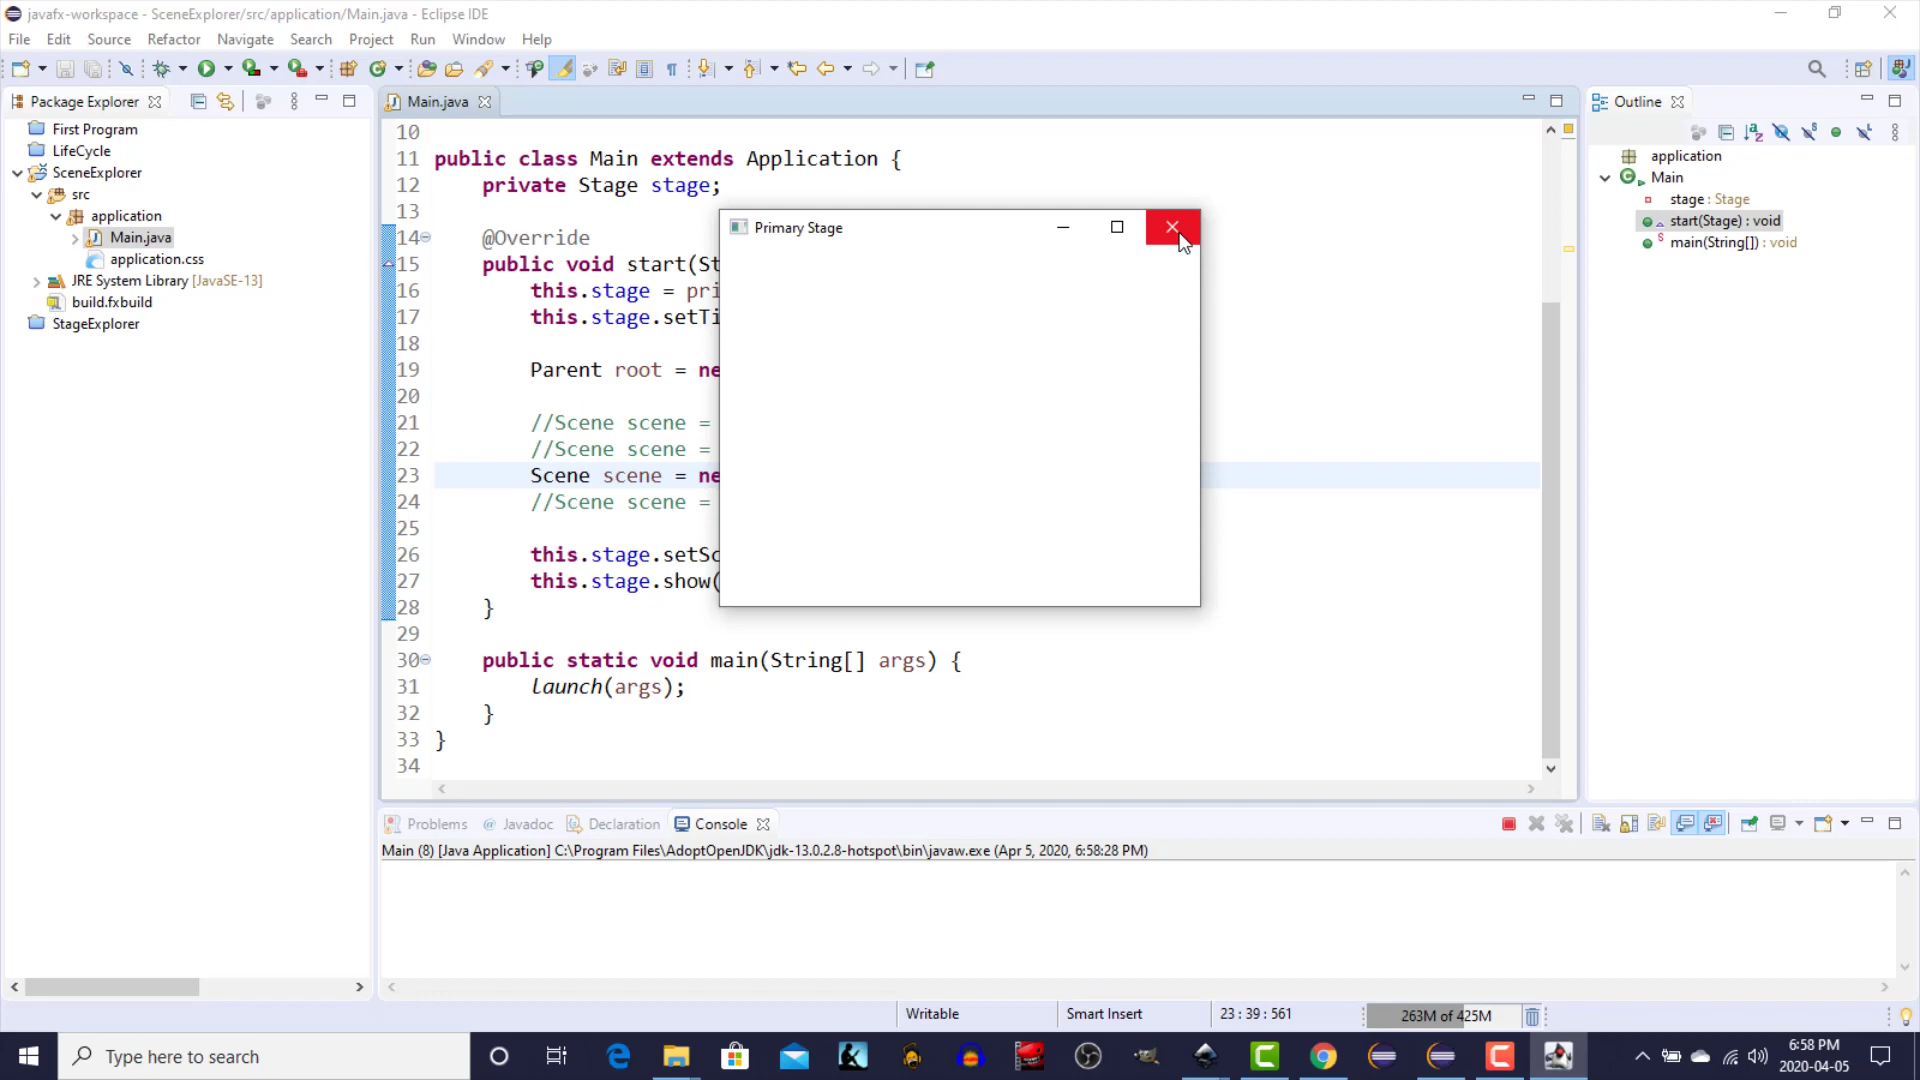 javafx-workspace - SceneExplorer/src/application/Main.java - Eclipse IDE
File Edit Source Refactor Navigate Search Project Run Window Help
Package Explorer
First Program
LifeCycle
SceneExplorer
src
application
Main.java
application.css
JRE System Library [JavaSE-13]
build.fxbuild
StageExplorer
Main.java
10
11 public class Main extends Application {
12 private Stage stage;
13
14 @Override
15 public void start(St
16 this.stage = pri
17 this.stage.setTi
18
19 Parent root = ne
20
21 //Scene scene =
22 //Scene scene =
23 Scene scene = ne
24 //Scene scene =
25
26 this.stage.setSc
27 this.stage.show(
28 }
29
30 public static void main(String[] args) {
31 launch(args);
32 }
33 }
34
Primary Stage
Outline
application
Main
stage : Stage
start(Stage) : void
main(String[]) : void
Problems Javadoc Declaration Console
Main (8) [Java Application] C:\Program Files\AdoptOpenJDK\jdk-13.0.2.8-hotspot\bin\javaw.exe (Apr 5, 2020, 6:58:28 PM)
Writable Smart Insert 23 : 39 : 561 263M of 425M
Type here to search
6:58 PM
2020-04-05